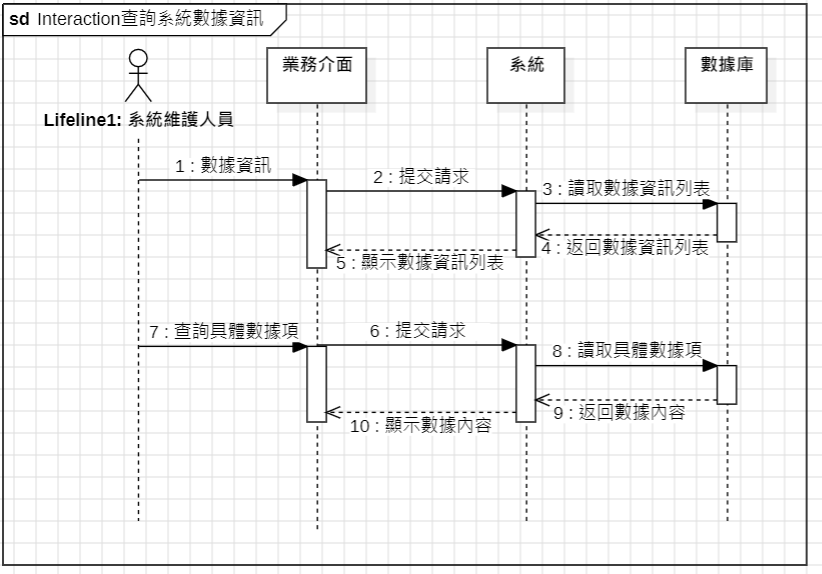 sd Interaction查詢系統數據資訊
業務介面
系統
數據庫
Lifeline1: 系統維護人員
1 : 數據資訊
2 : 提交請求
3 : 讀取數據資訊列表
4 : 返回數據資訊列表
5 : 顯示數據資訊列表
7 : 查詢具體數據項
6 : 提交請求
8 : 讀取具體數據項
9 : 返回數據內容
10 : 顯示數據內容